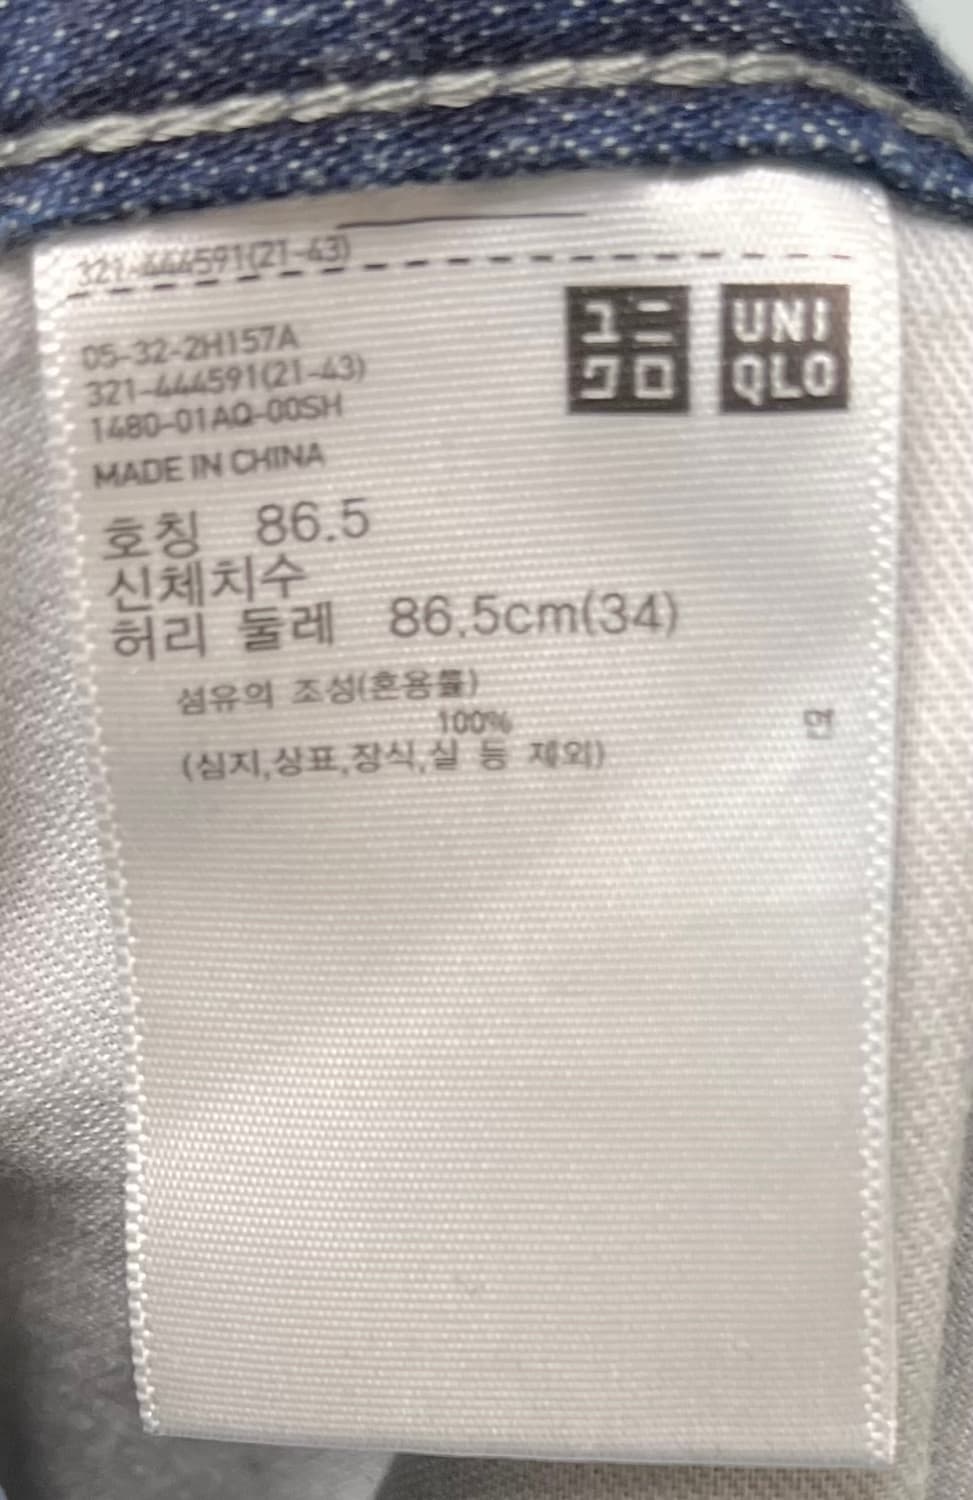 321-444591(21-43)
ユニ
クロ
UNI
QLO
05-32-2H157A
321-444591(21-43)
1480-01AQ-00SH
MADE IN CHINA
호칭 86.5
신체치수
허리 둘레 86.5cm(34)
섬유의 조성(혼용률)
100% 면
(심지,상표,장식,실 등 제외)